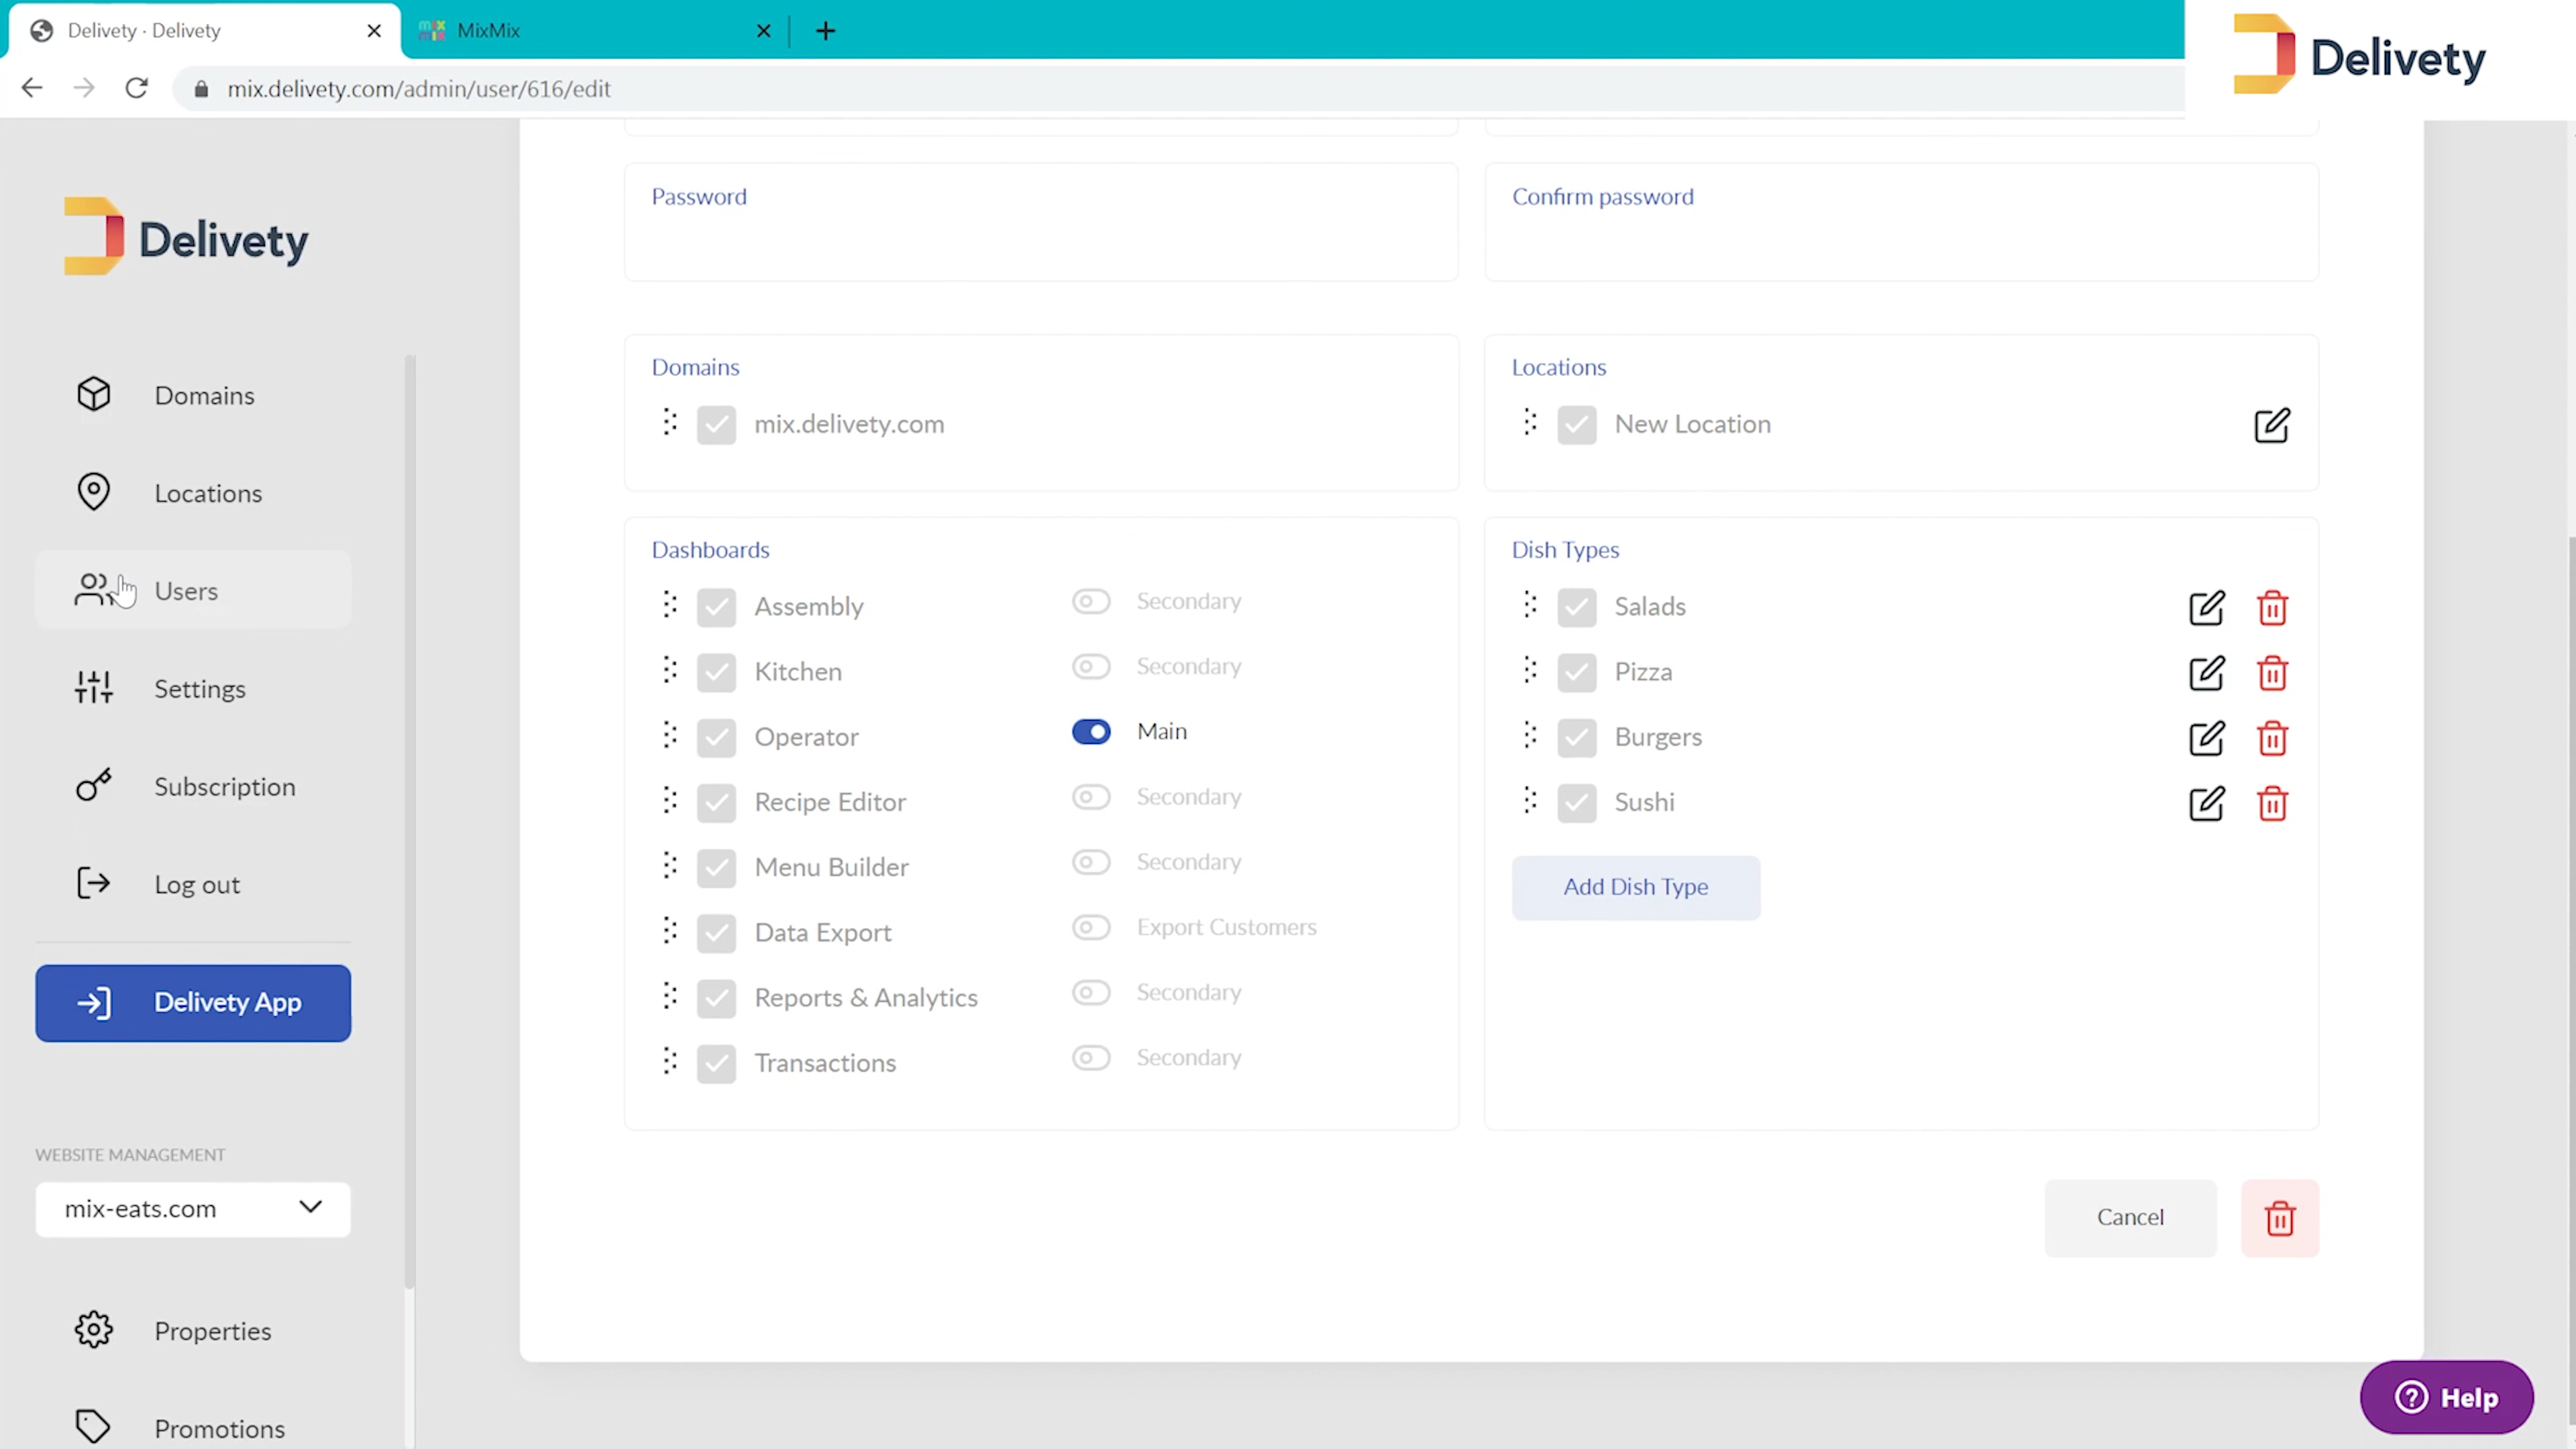 Delivety · Delivety
MixMix
Delivety
mix.delivety.com/admin/user/616/edit
Delivety
Domains
Locations
Users
Settings
Subscription
Log out
Delivety App
WEBSITE MANAGEMENT
mix-eats.com
Properties
Promotions
Password
Confirm password
Domains
mix.delivety.com
Locations
New Location
Dashboards
Assembly Secondary
Kitchen Secondary
Operator Main
Recipe Editor Secondary
Menu Builder Secondary
Data Export Export Customers
Reports & Analytics Secondary
Transactions Secondary
Dish Types
Salads
Pizza
Burgers
Sushi
Add Dish Type
Cancel
Help